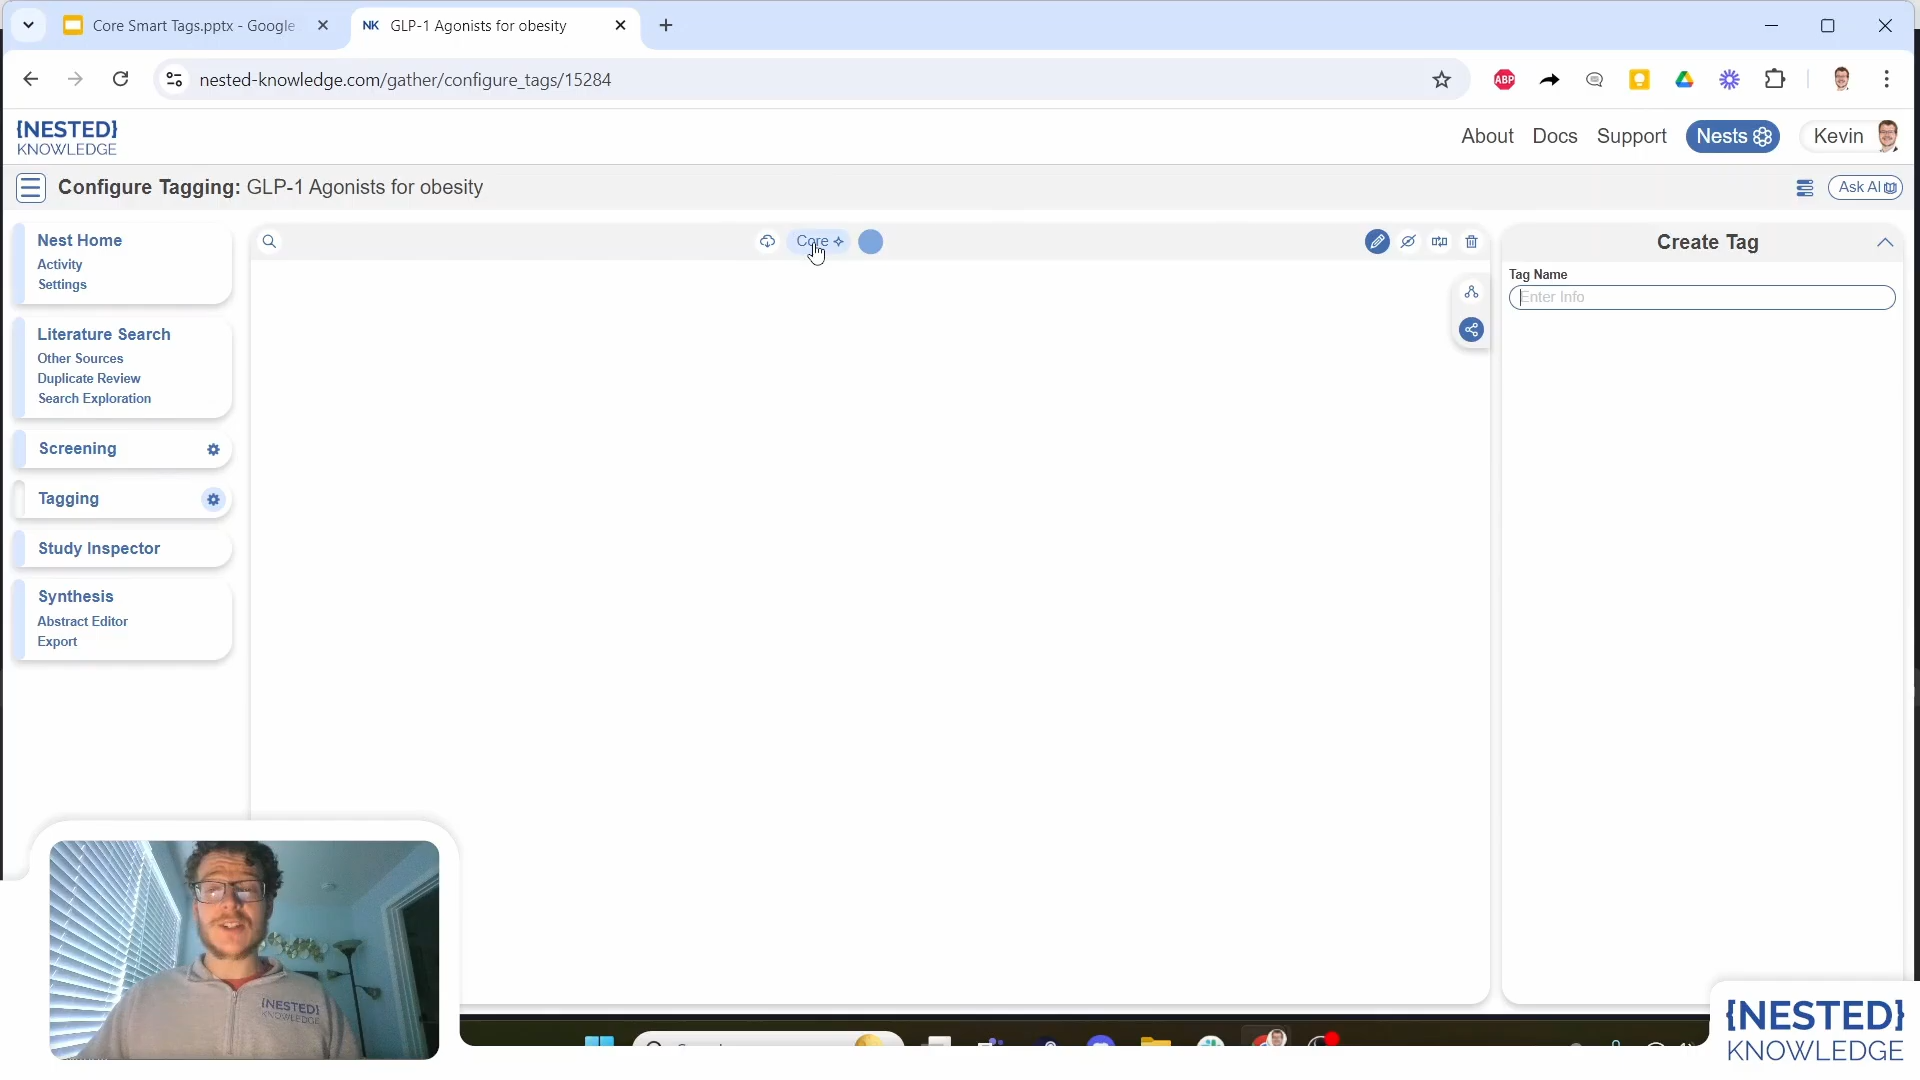 Core Smart Tags.pptx - Google
NK GLP-1 Agonists for obesity
nested-knowledge.com/gather/configure_tags/15284
ABP
{NESTED}
KNOWLEDGE
About Docs Support Nests Kevin
Configure Tagging: GLP-1 Agonists for obesity
Ask AI
Nest Home
Activity
Settings
Literature Search
Other Sources
Duplicate Review
Search Exploration
Screening
Tagging
Study Inspector
Synthesis
Abstract Editor
Export
Core
Create Tag
Tag Name
Enter Info
{NESTED}
KNOWLEDGE
{NESTED}
KNOWLEDGE